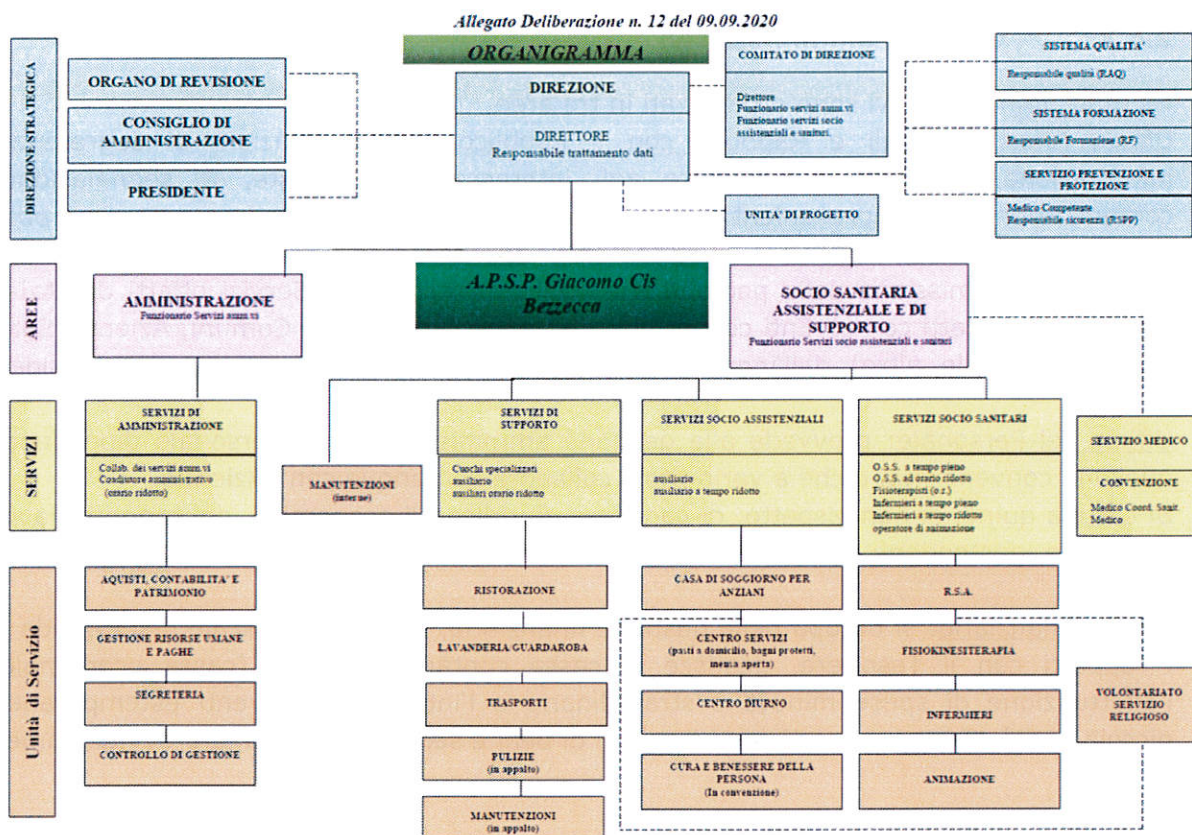 Allegato Deliberazione n. 12 del 09.09.2020
ORGANIGRAMMA
DIREZIONE STRATEGICA
ORGANO DI REVISIONE
CONSIGLIO DI
AMMINISTRAZIONE
PRESIDENTE
DIREZIONE
DIRETTORE
Responsabile trattamento dati
COMITATO DI DIREZIONE
Direttore
Funzionario servizi amm.vi
Funzionario servizi socio
assistenziali e sanitari.
UNITA' DI PROGETTO
SISTEMA QUALITA'
Responsabile qualità (RAQ)
SISTEMA FORMAZIONE
Responsabile Formazione (RF)
SERVIZIO PREVENZIONE E
PROTEZIONE
Medico Competente
Responsabile sicurezza (RSPP)
AREE
AMMINISTRAZIONE
Funzionario Servizi amm.vi
A.P.S.P. Giacomo Cis
Bezzecca
SOCIO SANITARIA
ASSISTENZIALE E DI
SUPPORTO
Funzionario Servizi socio assistenziali e sanitari
SERVIZI
SERVIZI DI
AMMINISTRAZIONE
Collab. dei servizi amm.vi
Coadiutore amministrativo
(orario ridotto)
MANUTENZIONI
(interne)
SERVIZI DI
SUPPORTO
Cuochi specializzati
ausiliario
ausiliari orario ridotto
SERVIZI SOCIO ASSISTENZIALI
ausiliario
ausiliario a tempo ridotto
SERVIZI SOCIO SANITARI
O.S.S. a tempo pieno
O.S.S. ad orario ridotto
Fisioterapisti (o.r.)
Infermieri a tempo pieno
Infermieri a tempo ridotto
operatore di animazione
SERVIZIO MEDICO
CONVENZIONE
Medico Coord. Sanit.
Medico
Unità di Servizio
AQUISTI, CONTABILITA' E
PATRIMONIO
GESTIONE RISORSE UMANE
E PAGHE
SEGRETERIA
CONTROLLO DI GESTIONE
RISTORAZIONE
LAVANDERIA GUARDAROBA
TRASPORTI
PULIZIE
(in appalto)
MANUTENZIONI
(in appalto)
CASA DI SOGGIORNO PER
ANZIANI
CENTRO SERVIZI
(pasti a domicilio, bagni protetti,
mensa aperta)
CENTRO DIURNO
CURA E BENESSERE DELLA
PERSONA
(In convenzione)
R.S.A.
FISIOKINESITERAPIA
INFERMIERI
ANIMAZIONE
VOLONTARIATO
SERVIZIO
RELIGIOSO